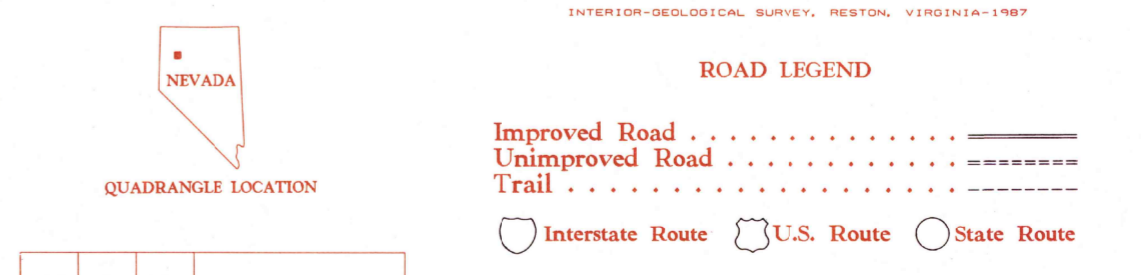 INTERIOR-GEOLOGICAL SURVEY, RESTON, VIRGINIA-1987
NEVADA
QUADRANGLE LOCATION
ROAD LEGEND
Improved Road . . . . . . . . . . . . . .
Unimproved Road . . . . . . . . . . . .
Trail . . . . . . . . . . . . . . . . . . .
Interstate Route U.S. Route State Route